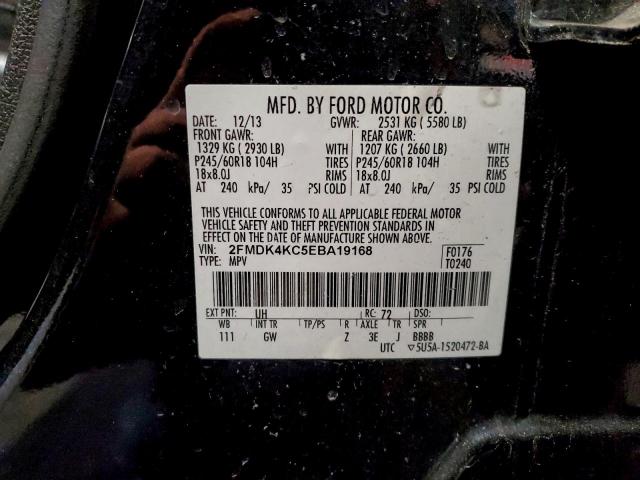 MFD. BY FORD MOTOR CO.
DATE: 12/13 GVWR: 2531 KG ( 5580 LB)
FRONT GAWR: REAR GAWR:
1329 KG ( 2930 LB) WITH 1207 KG ( 2660 LB) WITH
P245/60R18 104H TIRES P245/60R18 104H TIRES
18x8.0J RIMS 18x8.0J RIMS
AT 240 kPa/ 35 PSI COLD AT 240 kPa/ 35 PSI COLD
THIS VEHICLE CONFORMS TO ALL APPLICABLE FEDERAL MOTOR
VEHICLE SAFETY AND THEFT PREVENTION STANDARDS IN
EFFECT ON THE DATE OF MANUFACTURE SHOWN ABOVE.
VIN: 2FMDK4KC5EBA19168 F0176
TYPE: MPV T0240
EXT PNT: UH RC: 72 DSO:
WB INT TR TP/PS R AXLE TR SPR
111 GW Z 3E J BBBB
UTC ▽5U5A-1520472-BA